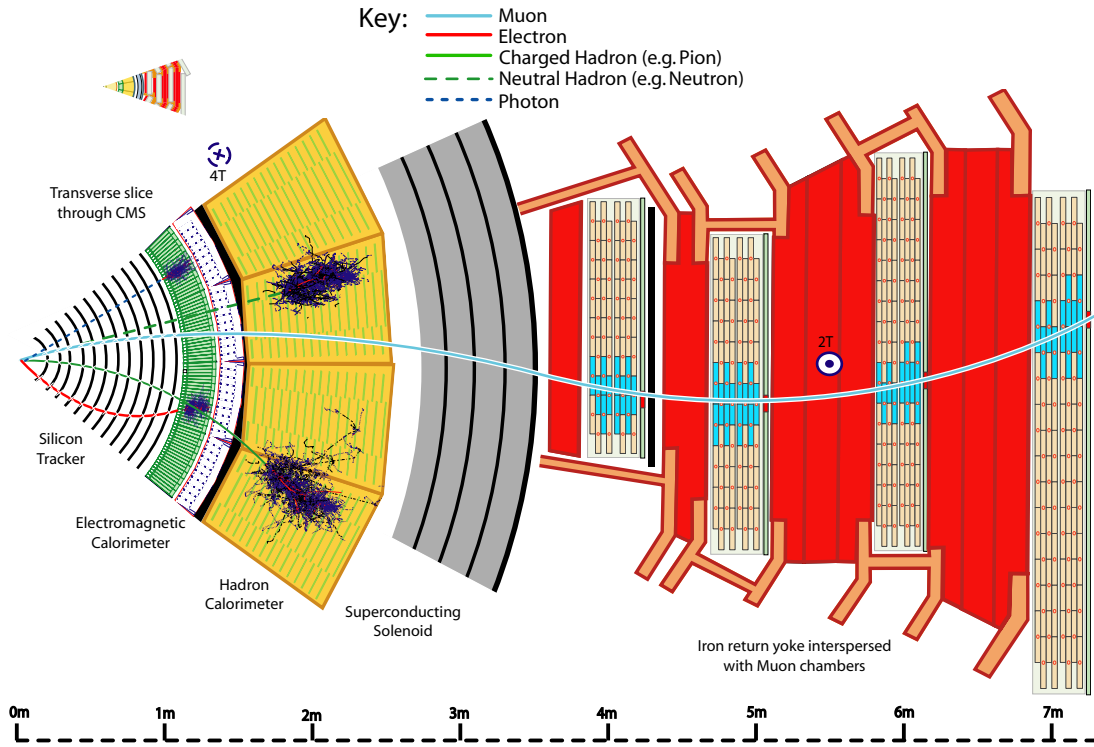 Key:
Muon
Electron
Charged Hadron (e.g. Pion)
Neutral Hadron (e.g. Neutron)
Photon
4T
Transverse slice
through CMS
2T
Silicon
Tracker
Electromagnetic
Calorimeter
Hadron
Calorimeter
Superconducting
Solenoid
Iron return yoke interspersed
with Muon chambers
0m 1m 2m 3m 4m 5m 6m 7m